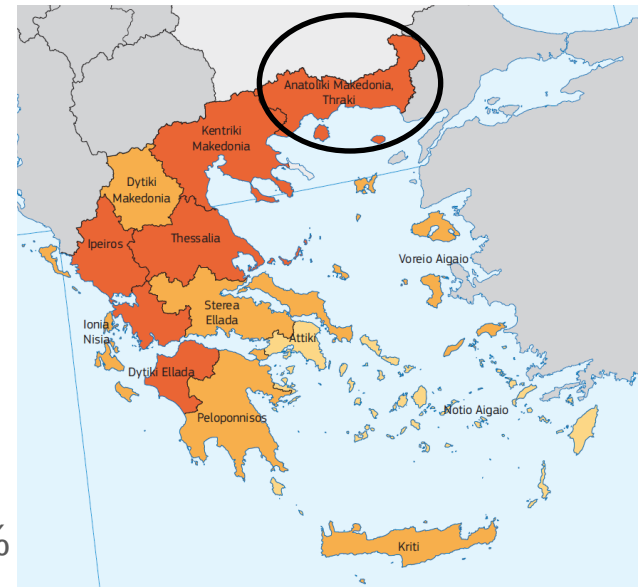 Anatoliki Makedonia,
Thraki
Kentriki
Makedonia
Dytiki
Makedonia
Ipeiros
Thessalia
Voreio Aigaio
Sterea
Ellada
Ionia
Nisia
Attiki
Dytiki Ellada
Notio Aigaio
Peloponnisos
%
Kriti